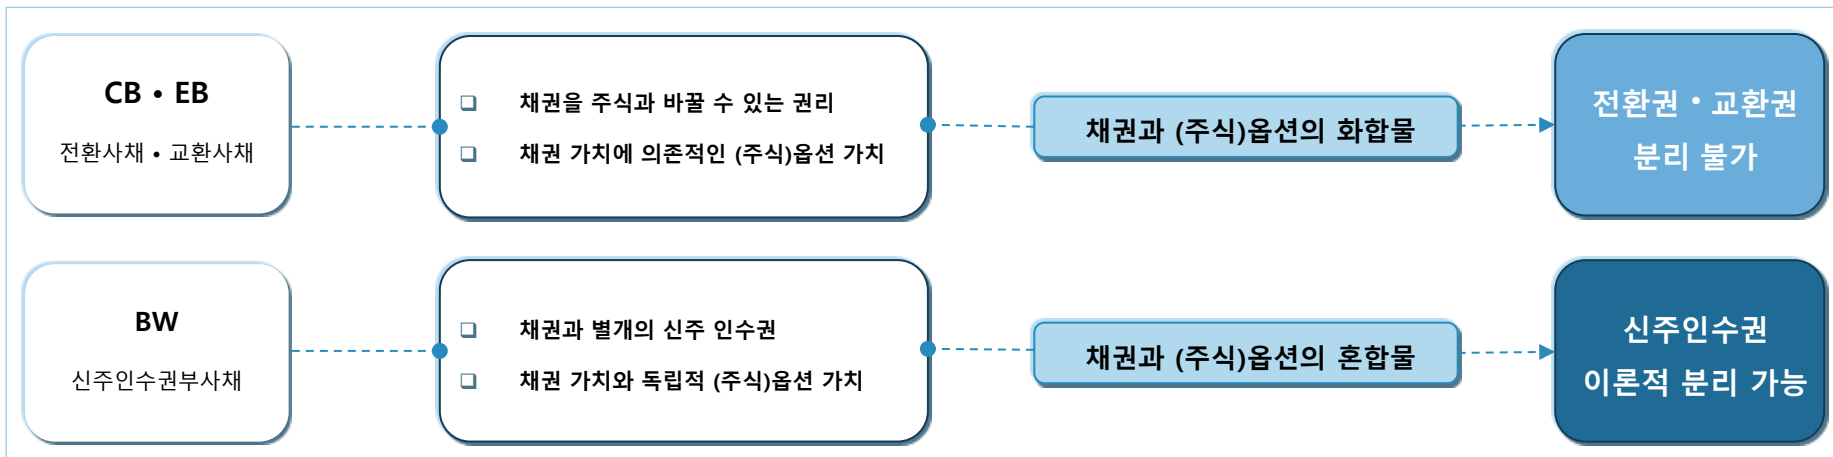 CB • EB
전환사채 • 교환사채
❑ 채권을 주식과 바꿀 수 있는 권리
❑ 채권 가치에 의존적인 (주식)옵션 가치
채권과 (주식)옵션의 화합물
전환권 • 교환권
분리 불가
BW
신주인수권부사채
❑ 채권과 별개의 신주 인수권
❑ 채권 가치와 독립적 (주식)옵션 가치
채권과 (주식)옵션의 혼합물
신주인수권
이론적 분리 가능